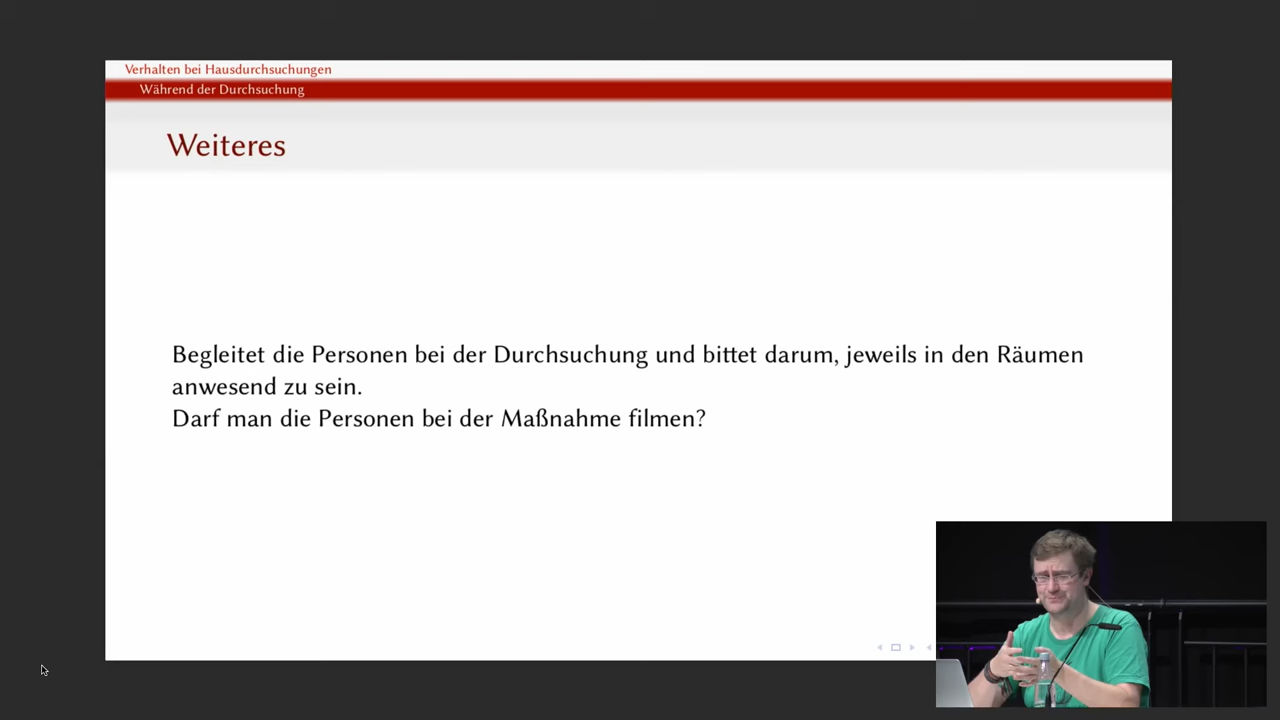 Verhalten bei Hausdurchsuchungen
Während der Durchsuchung
Weiteres
Begleitet die Personen bei der Durchsuchung und bittet darum, jeweils in den Räumen
anwesend zu sein.
Darf man die Personen bei der Maßnahme filmen?